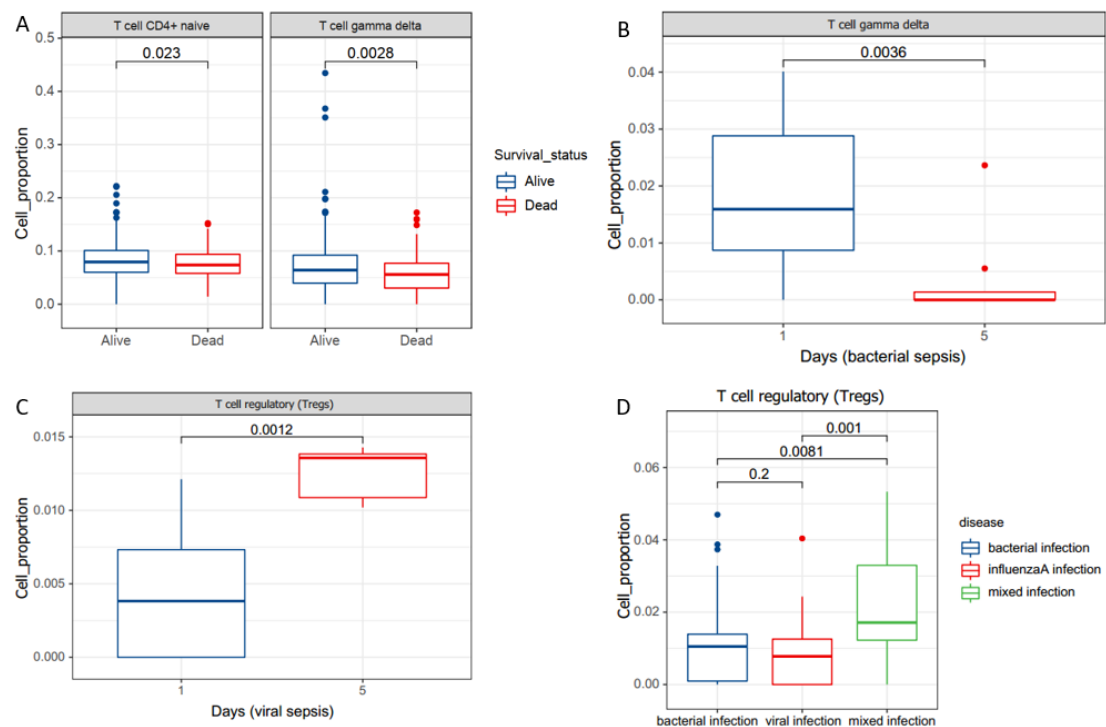 A
T cell CD4+ naive
T cell gamma delta
0.5
0.4
0.3
0.2
0.1
0.0
Cell_proportion
0.023
0.0028
Alive
Dead
Alive
Dead
Survival_status
Alive
Dead
B
T cell gamma delta
0.04
0.03
0.02
0.01
0.00
Cell_proportion
0.0036
1
5
Days (bacterial sepsis)
C
T cell regulatory (Tregs)
0.015
0.010
0.005
0.000
Cell_proportion
0.0012
1
5
Days (viral sepsis)
D
T cell regulatory (Tregs)
0.06
0.04
0.02
0.00
Cell_proportion
0.001
0.0081
0.2
bacterial infection
viral infection
mixed infection
disease
bacterial infection
influenzaA infection
mixed infection